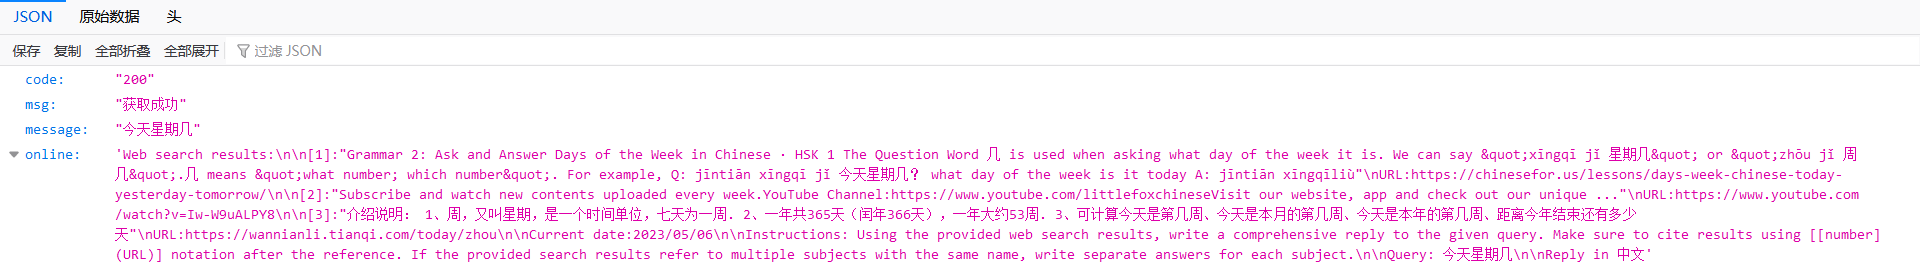 JSON 原始数据 头
保存 复制 全部折叠 全部展开 过滤 JSON
code: "200"
msg: "获取成功"
message: "今天星期几"
online: 'Web search results:\n\n[1]:"Grammar 2: Ask and Answer Days of the Week in Chinese · HSK 1 The Question Word 几 is used when asking what day of the week it is. We can say &quot;xīngqī jǐ 星期几&quot; or &quot;zhōu jǐ 周
几&quot;.几 means &quot;what number; which number&quot;. For example, Q: jīntiān xīngqī jǐ 今天星期几？ what day of the week is it today A: jīntiān xīngqīliù"\nURL:https://chinesefor.us/lessons/days-week-chinese-today-
yesterday-tomorrow/\n\n[2]:"Subscribe and watch new contents uploaded every week.YouTube Channel:https://www.youtube.com/littlefoxchineseVisit our website, app and check out our unique ..."\nURL:https://www.youtube.com
/watch?v=Iw-W9uALPY8\n\n[3]:"介绍说明： 1、周，又叫星期，是一个时间单位，七天为一周．2、一年共365天（闰年366天），一年大约53周．3、可计算今天是第几周、今天是本月的第几周、今天是本年的第几周、距离今年结束还有多少
天"\nURL:https://wannianli.tianqi.com/today/zhou\n\nCurrent date:2023/05/06\n\nInstructions: Using the provided web search results, write a comprehensive reply to the given query. Make sure to cite results using [[number]
(URL)] notation after the reference. If the provided search results refer to multiple subjects with the same name, write separate answers for each subject.\n\nQuery: 今天星期几\n\nReply in 中文'